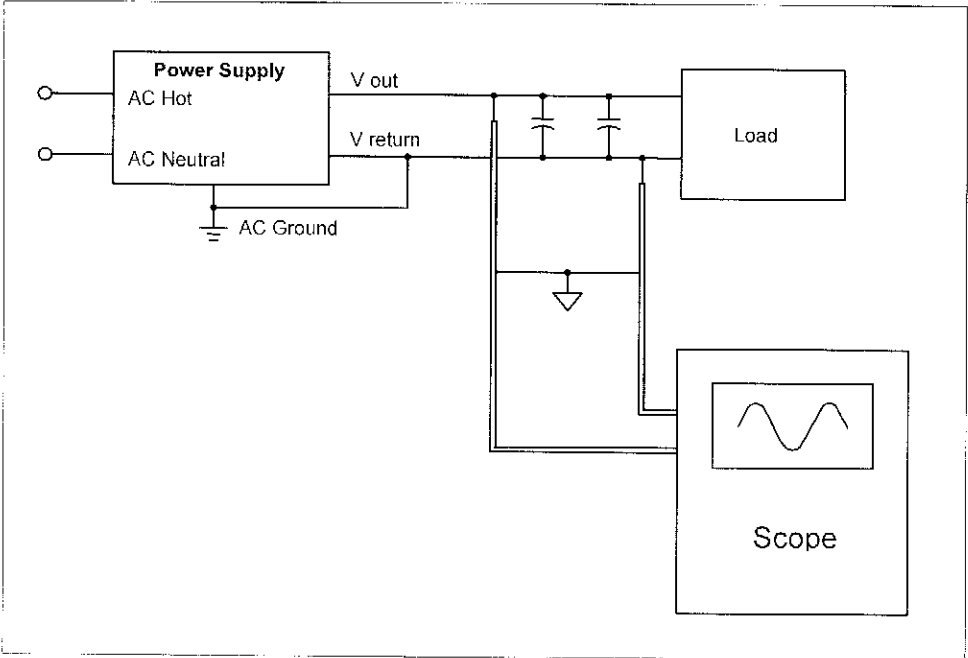 Power Supply
AC Hot
AC Neutral
V out
V return
AC Ground
Load
Scope